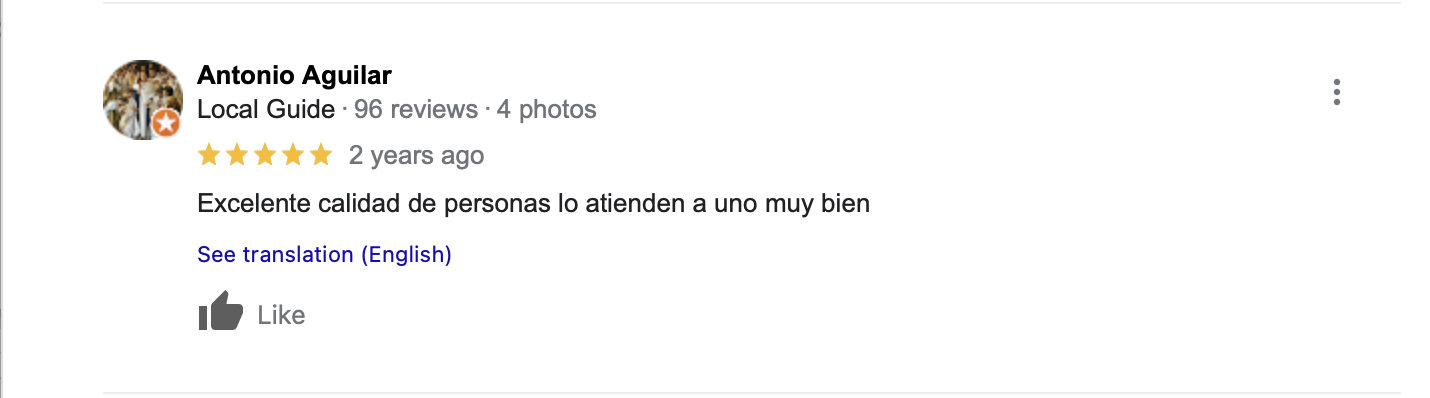 Antonio Aguilar
Local Guide · 96 reviews · 4 photos
2 years ago
Excelente calidad de personas lo atienden a uno muy bien
See translation (English)
Like